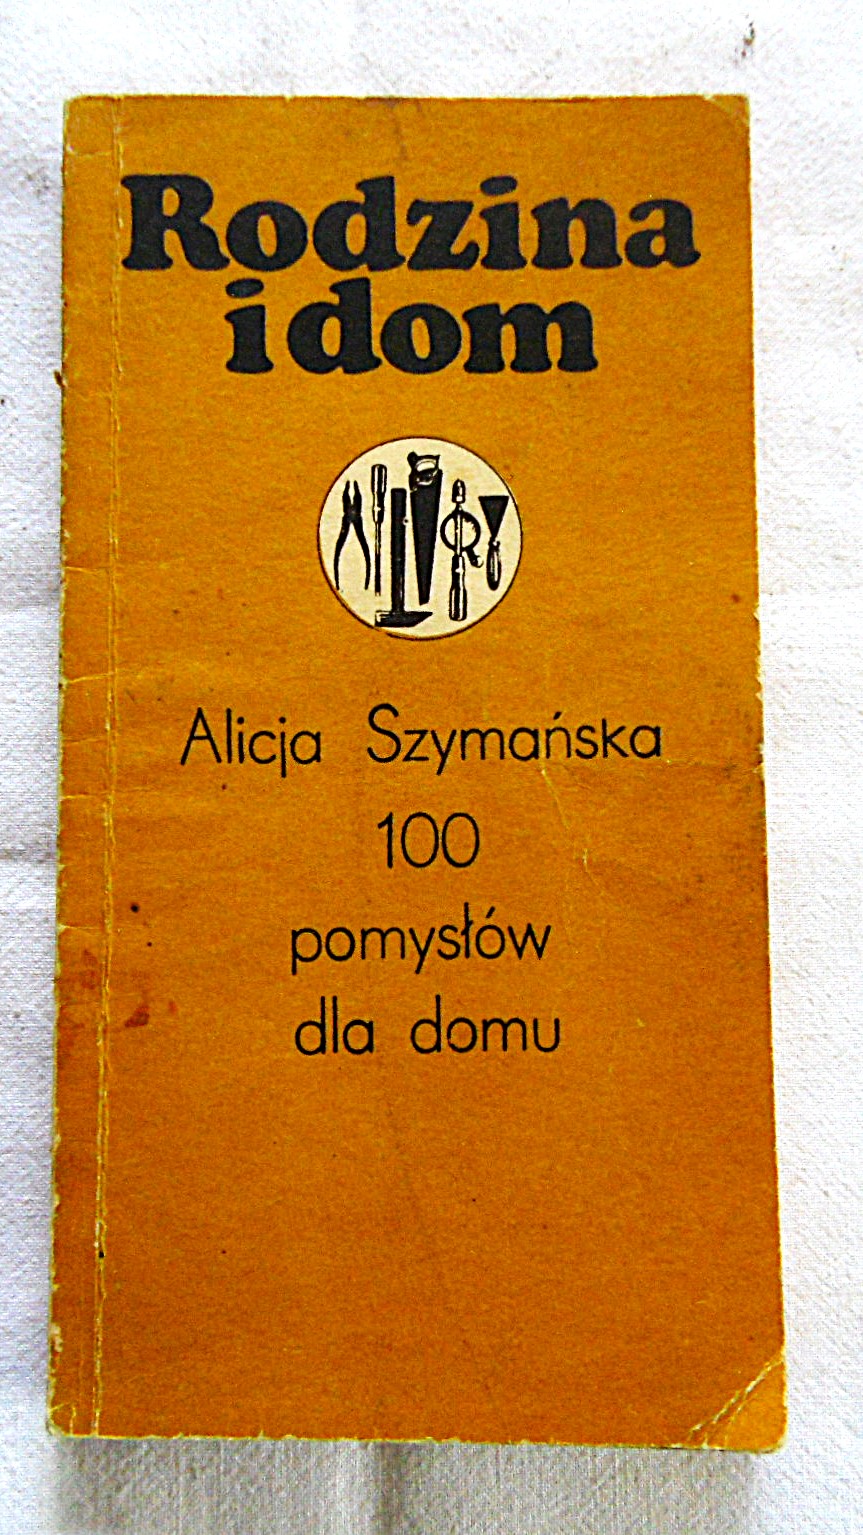 Rodzina
i dom
Alicja Szymańska
100
pomysłów
dla domu